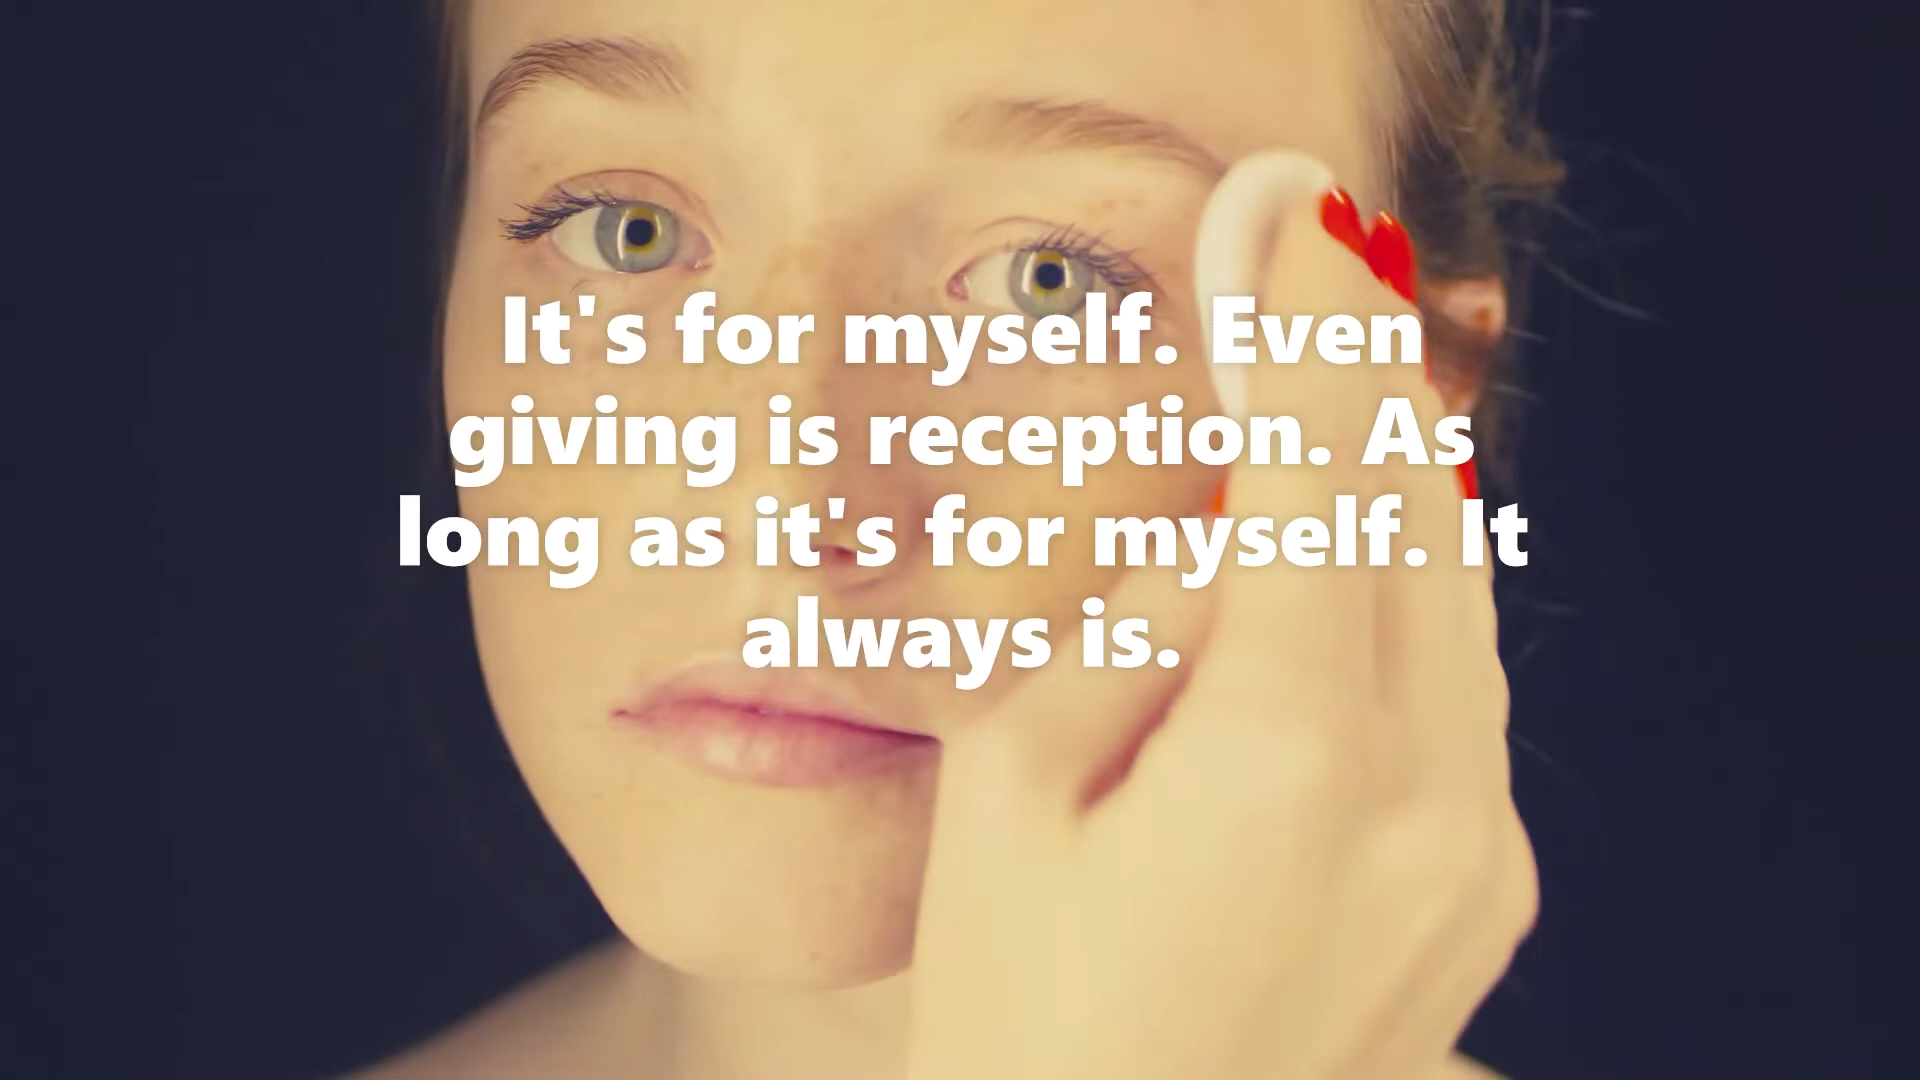 It's for myself. Even
giving is reception. As
long as it's for myself. It
always is.